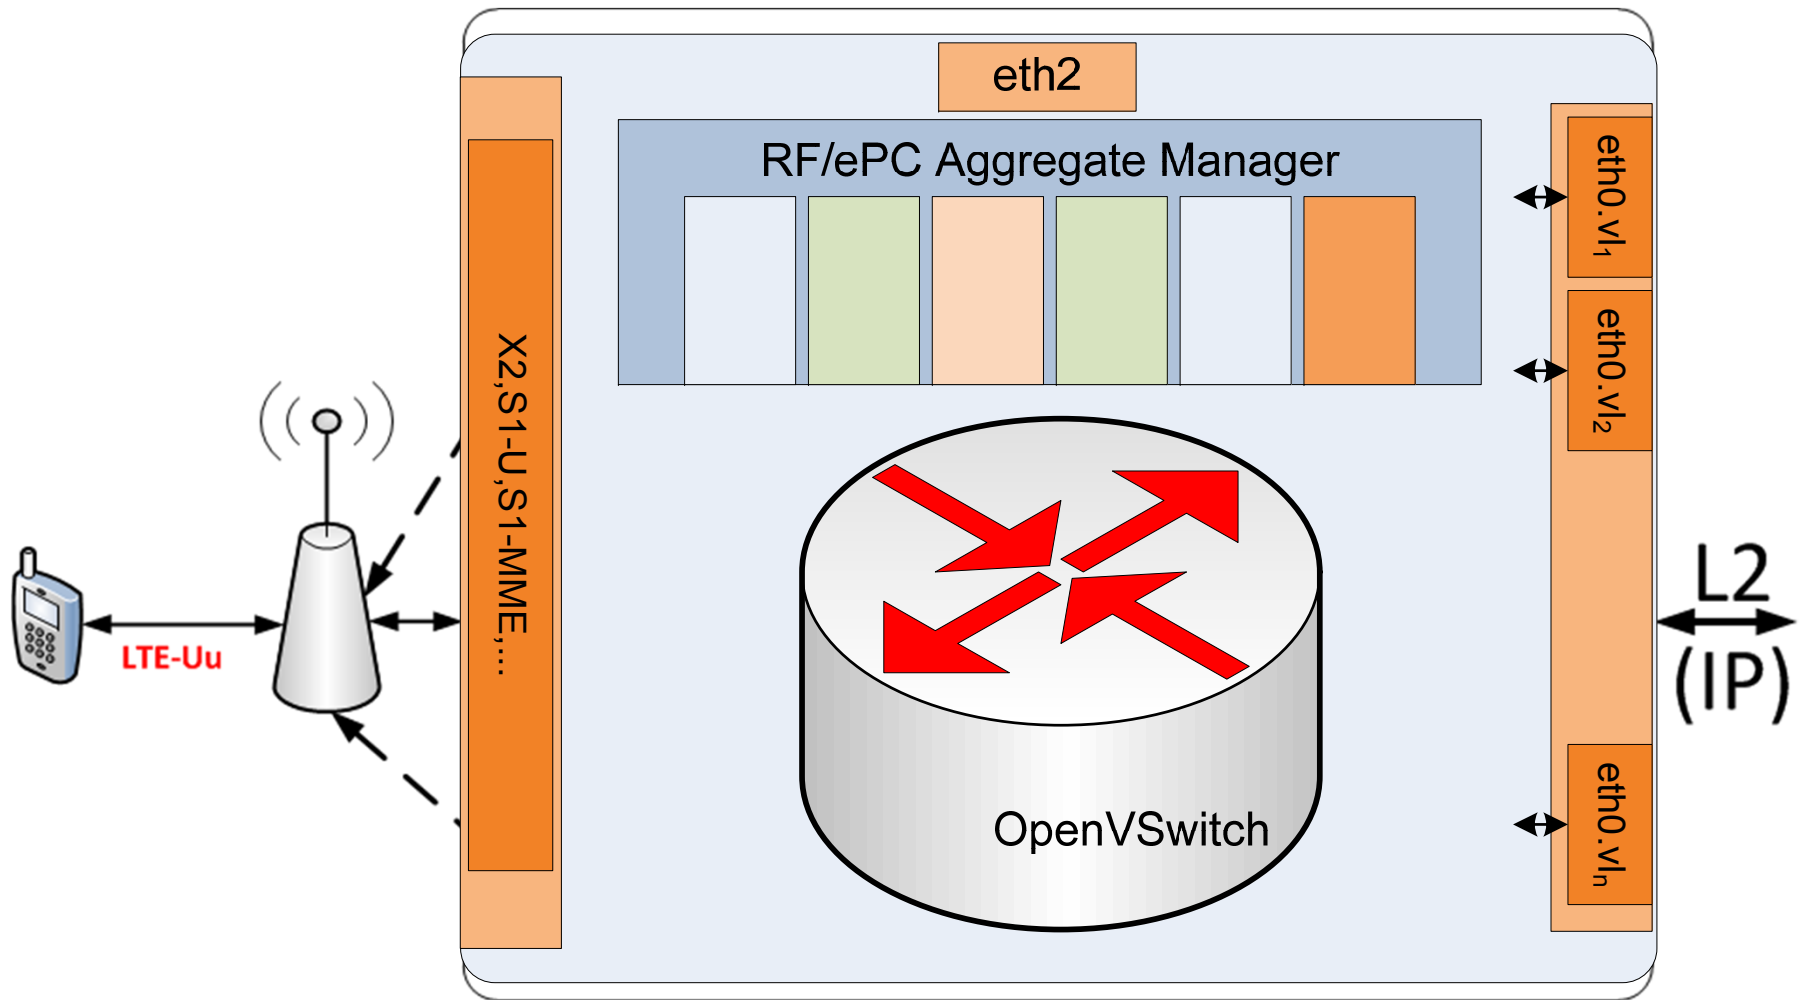 eth2
RF/ePC Aggregate Manager
X2,S1-U,S1-MME,...
LTE-Uu
OpenVSwitch
eth0.vl1
eth0.vl2
eth0.vln
L2
(IP)